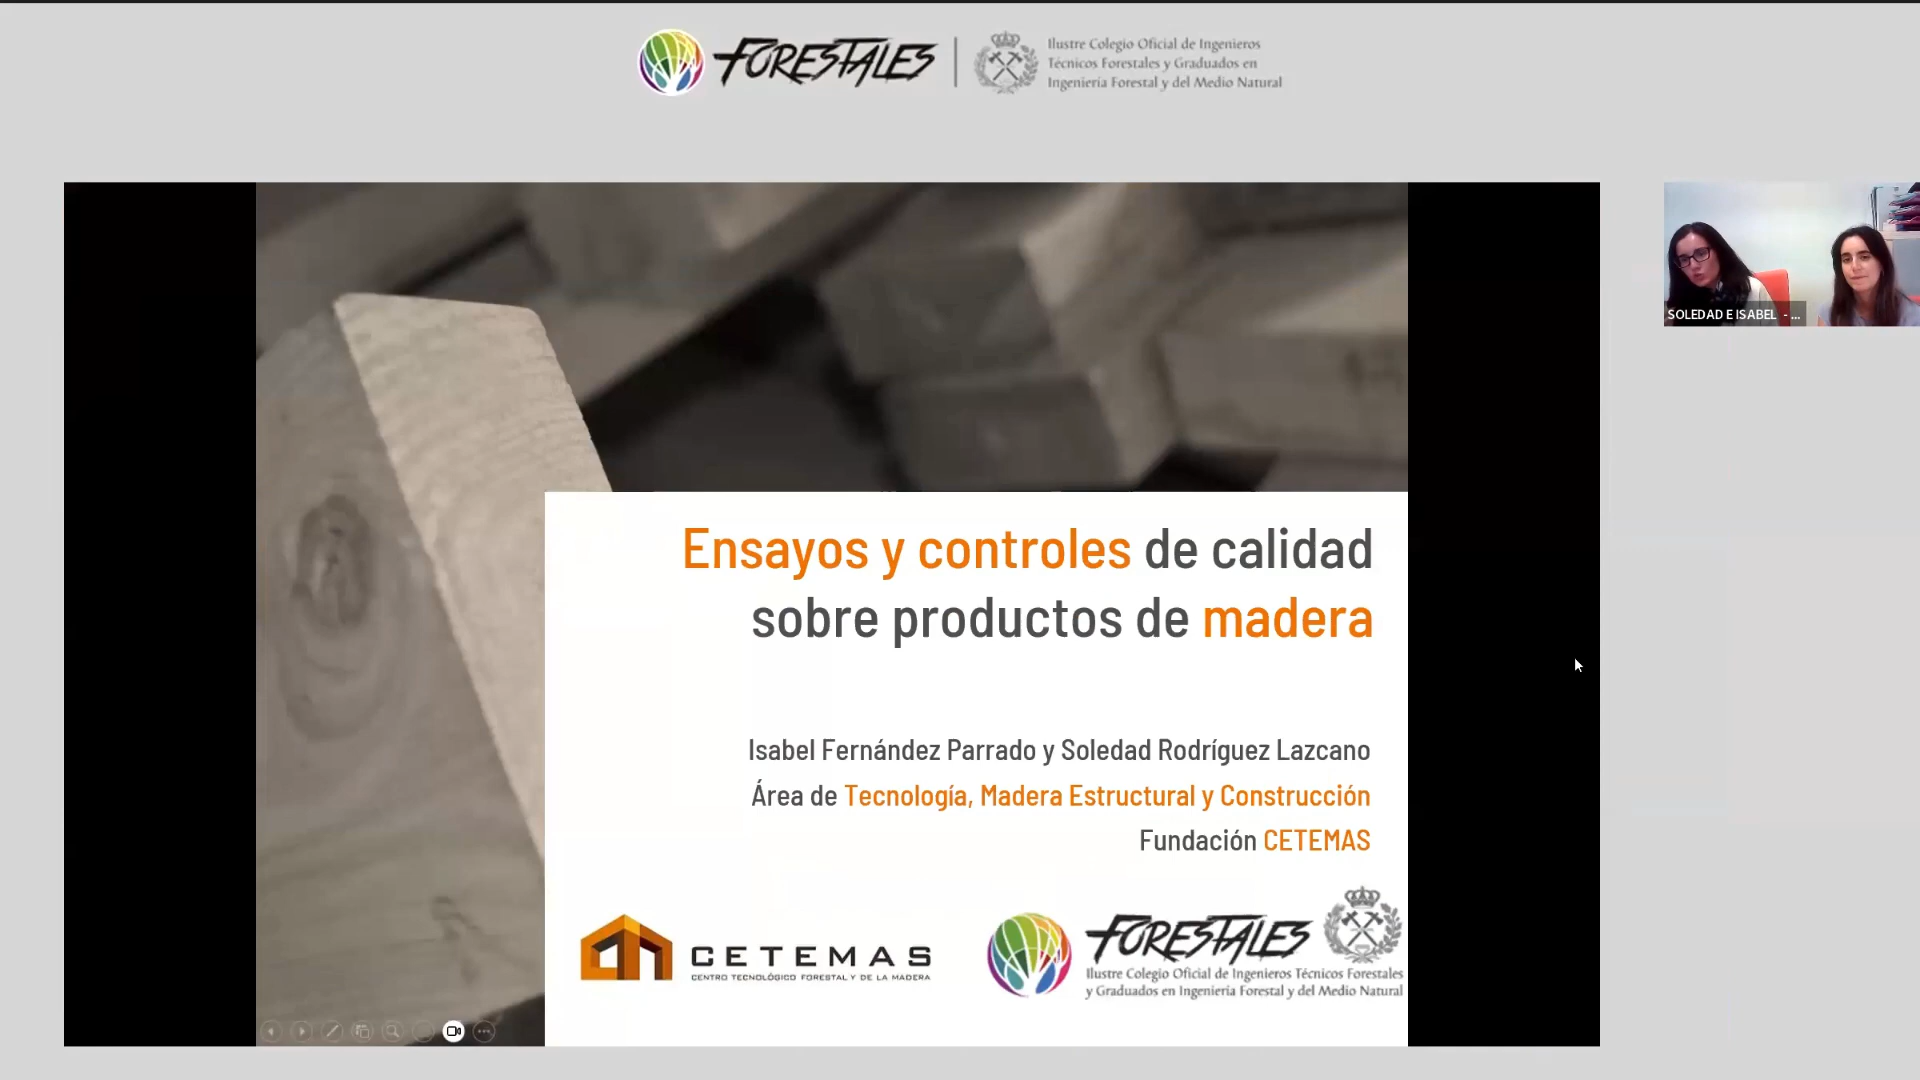 FORESTALES
Ilustre Colegio Oficial de Ingenieros
Técnicos Forestales y Graduados en
Ingeniería Forestal y del Medio Natural
SOLEDAD E ISABEL - ...
Ensayos y controles de calidad
sobre productos de madera
Isabel Fernández Parrado y Soledad Rodríguez Lazcano
Área de Tecnología, Madera Estructural y Construcción
Fundación CETEMAS
CETEMAS
CENTRO TECNOLÓGICO FORESTAL Y DE LA MADERA
FORESTALES
Ilustre Colegio Oficial de Ingenieros Técnicos Forestales
y Graduados en Ingeniería Forestal y del Medio Natural